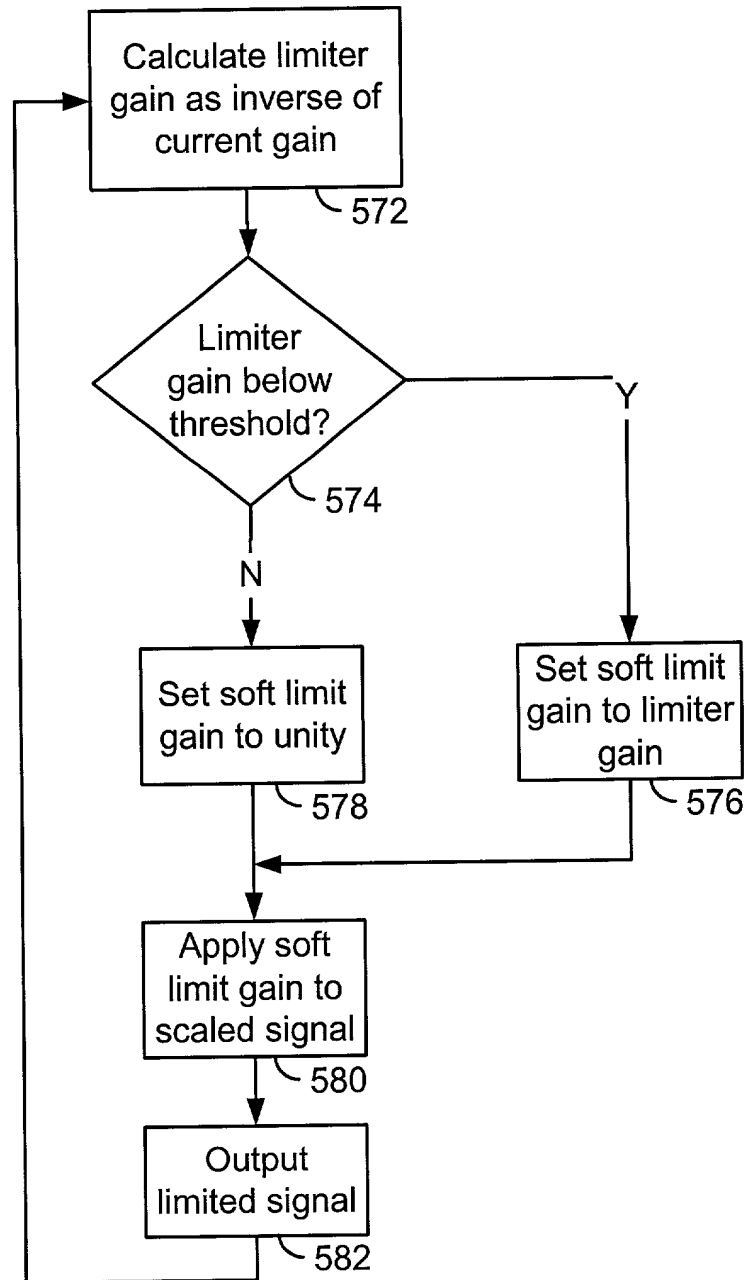 Calculate limiter
gain as inverse of
current gain
572
Limiter
gain below
threshold?
574
Y
N
Set soft limit
gain to unity
578
Set soft limit
gain to limiter
gain
576
Apply soft
limit gain to
scaled signal
580
Output
limited signal
582